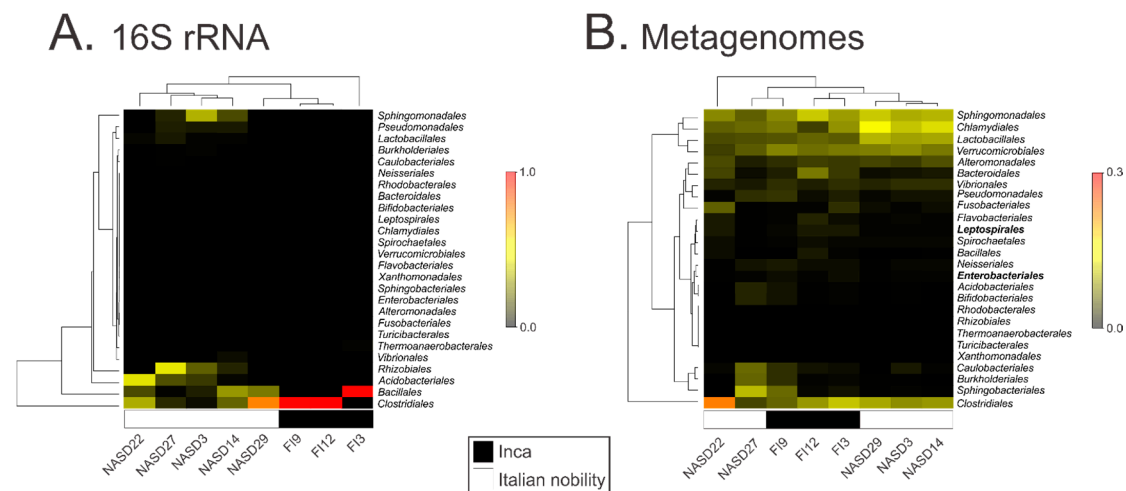 A. 16S rRNA
Sphingomonadales
Pseudomonadales
Lactobacillales
Burkholderiales
Caulobacteriales
Neisseriales
Rhodobacterales
Bacteroidales
Bifidobacteriales
Leptospirales
Chlamydiales
Spirochaetales
Verrucomicrobiales
Flavobacteriales
Xanthomonadales
Sphingobacteriales
Enterobacteriales
Alteromonadales
Fusobacteriales
Turicibacterales
Thermoanaerobacterales
Vibrionales
Rhizobiales
Acidobacteriales
Bacillales
Clostridiales
1.0
0.0
NASD22
NASD27
NASD3
NASD14
NASD29
FI9
FI12
FI3
B. Metagenomes
Sphingomonadales
Chlamydiales
Lactobacillales
Verrucomicrobiales
Alteromonadales
Bacteroidales
Vibrionales
Pseudomonadales
Fusobacteriales
Flavobacteriales
Leptospirales
Spirochaetales
Bacillales
Neisseriales
Enterobacteriales
Acidobacteriales
Bifidobacteriales
Rhodobacterales
Rhizobiales
Thermoanaerobacterales
Turicibacterales
Xanthomonadales
Caulobacteriales
Burkholderiales
Sphingobacteriales
Clostridiales
0.3
0.0
NASD22
NASD27
FI9
FI12
FI3
NASD29
NASD3
NASD14
Inca
Italian nobility